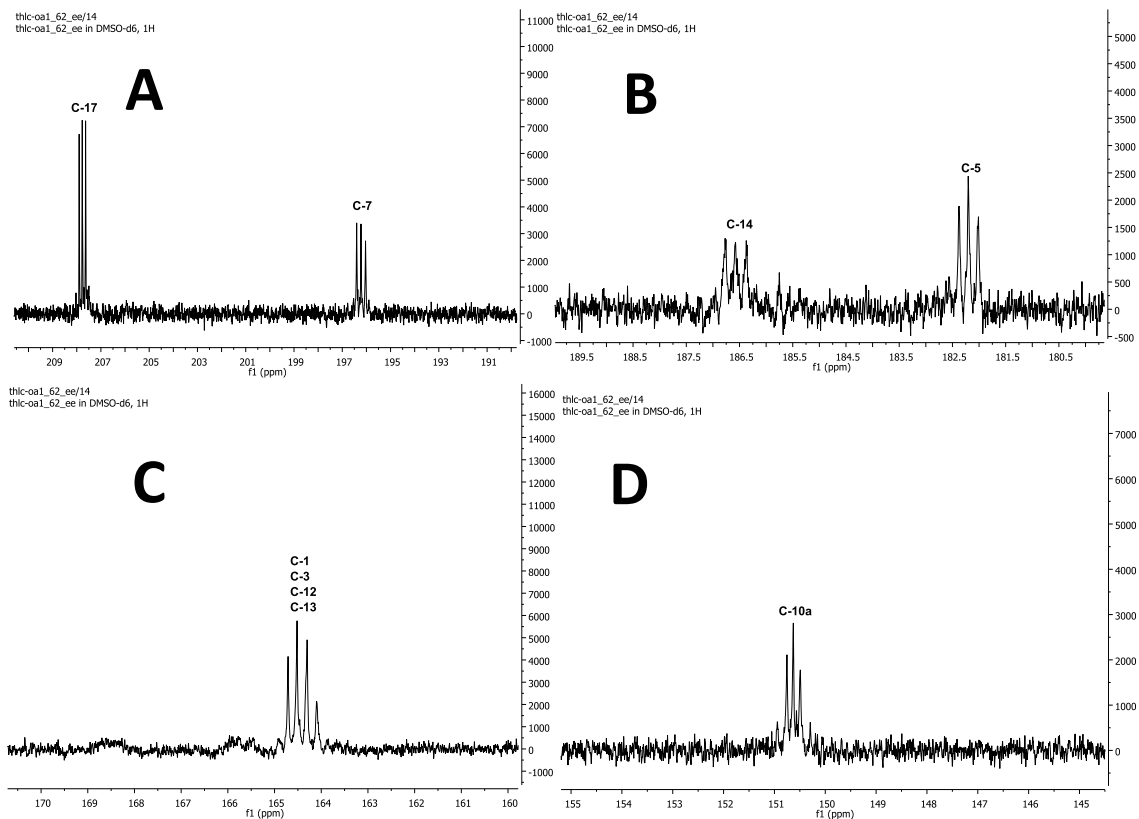 thlc-oa1_62_ee/14
thlc-oa1_62_ee in DMSO-d6, 1H
A
C-17
C-7
11000
10000
9000
8000
7000
6000
5000
4000
3000
2000
1000
0
-1000
209 207 205 203 201 199 197 195 193 191
f1 (ppm)
thlc-oa1_62_ee/14
thlc-oa1_62_ee in DMSO-d6, 1H
B
C-14
C-5
5000
4500
4000
3500
3000
2500
2000
1500
1000
500
0
-500
189.5 188.5 187.5 186.5 185.5 184.5 183.5 182.5 181.5 180.5
f1 (ppm)
thlc-oa1_62_ee/14
thlc-oa1_62_ee in DMSO-d6, 1H
C
C-1
C-3
C-12
C-13
16000
15000
14000
13000
12000
11000
10000
9000
8000
7000
6000
5000
4000
3000
2000
1000
0
-1000
170 169 168 167 166 165 164 163 162 161 160
f1 (ppm)
thlc-oa1_62_ee/14
thlc-oa1_62_ee in DMSO-d6, 1H
D
C-10a
7000
6000
5000
4000
3000
2000
1000
0
155 154 153 152 151 150 149 148 147 146 145
f1 (ppm)